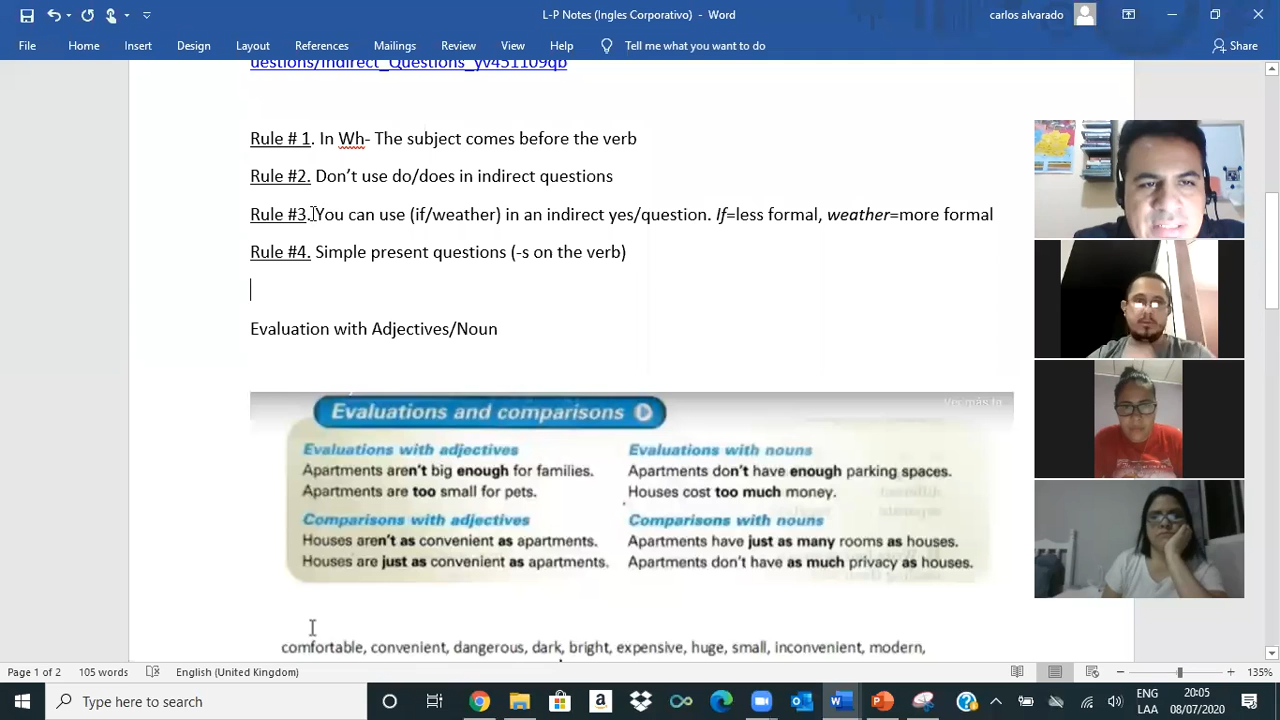 L-P Notes (Ingles Corporativo) - Word
carlos alvarado
File Home Insert Design Layout References Mailings Review View Help Tell me what you want to do Share
uestions/Indirect_Questions_yv451109qb
Rule # 1. In Wh- The subject comes before the verb
Rule #2. Don't use do/does in indirect questions
Rule #3. You can use (if/weather) in an indirect yes/question. If=less formal, weather=more formal
Rule #4. Simple present questions (-s on the verb)
Evaluation with Adjectives/Noun
Evaluations and comparisons
Evaluations with adjectives
Apartments aren't big enough for families.
Apartments are too small for pets.
Comparisons with adjectives
Houses aren't as convenient as apartments.
Houses are just as convenient as apartments.
Evaluations with nouns
Apartments don't have enough parking spaces.
Houses cost too much money.
Comparisons with nouns
Apartments have just as many rooms as houses.
Apartments don't have as much privacy as houses.
comfortable, convenient, dangerous, dark, bright, expensive, huge, small, inconvenient, modern,
Page 1 of 2 105 words English (United Kingdom) 135%
Type here to search
ENG 20:05
LAA 08/07/2020